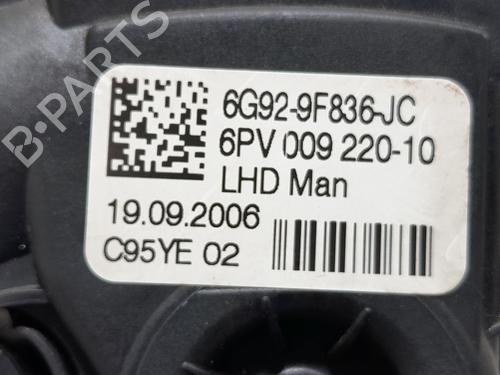 B-PARTS
6G92-9F836-JC
6PV 009 220-10
LHD Man
19.09.2006
C95YE 02